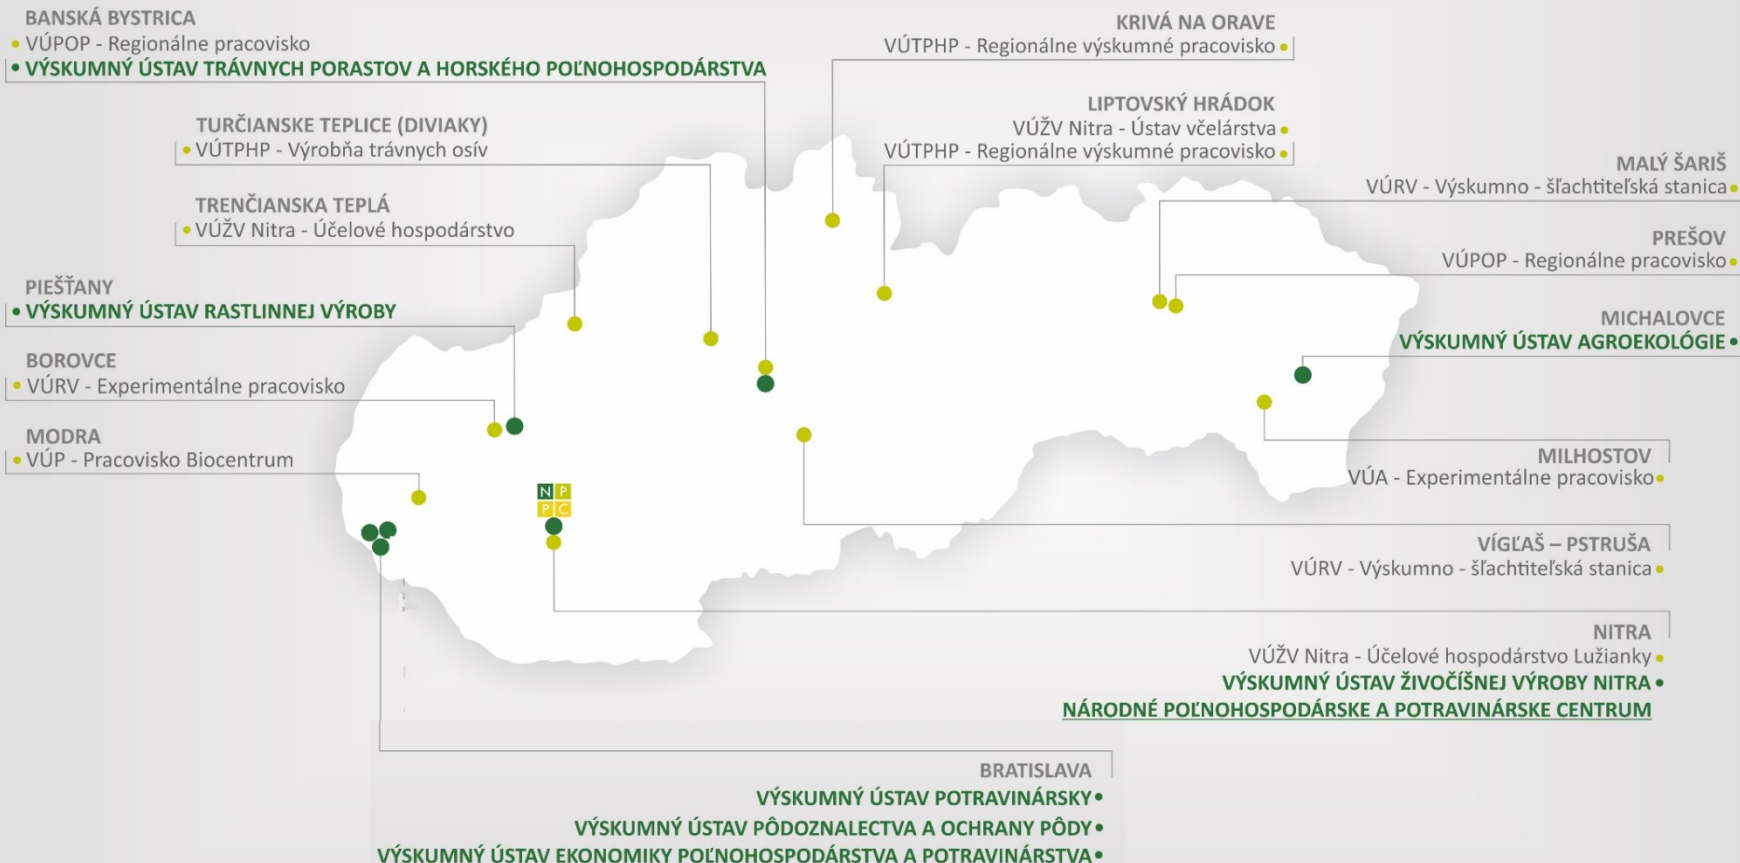 BANSKÁ BYSTRICA
VÚPOP - Regionálne pracovisko
VÝSKUMNÝ ÚSTAV TRÁVNYCH PORASTOV A HORSKÉHO POĽNOHOSPODÁRSTVA
TURČIANSKE TEPLICE (DIVIAKY)
VÚTPHP - Výrobňa trávnych osív
TRENČIANSKA TEPLÁ
VÚŽV Nitra - Účelové hospodárstvo
PIEŠŤANY
VÝSKUMNÝ ÚSTAV RASTLINNEJ VÝROBY
BOROVCE
VÚRV - Experimentálne pracovisko
MODRA
VÚP - Pracovisko Biocentrum
KRIVÁ NA ORAVE
VÚTPHP - Regionálne výskumné pracovisko
LIPTOVSKÝ HRÁDOK
VÚŽV Nitra - Ústav včelárstva
VÚTPHP - Regionálne výskumné pracovisko
MALÝ ŠARIŠ
VÚRV - Výskumno - šľachtiteľská stanica
PREŠOV
VÚPOP - Regionálne pracovisko
MICHALOVCE
VÝSKUMNÝ ÚSTAV AGROEKOLÓGIE
N P
P C
MILHOSTOV
VÚA - Experimentálne pracovisko
VÍGĽAŠ – PSTRUŠA
VÚRV - Výskumno - šľachtiteľská stanica
NITRA
VÚŽV Nitra - Účelové hospodárstvo Lužianky
VÝSKUMNÝ ÚSTAV ŽIVOČÍŠNEJ VÝROBY NITRA
NÁRODNÉ POĽNOHOSPODÁRSKE A POTRAVINÁRSKE CENTRUM
BRATISLAVA
VÝSKUMNÝ ÚSTAV POTRAVINÁRSKY
VÝSKUMNÝ ÚSTAV PÔDOZNALECTVA A OCHRANY PÔDY
VÝSKUMNÝ ÚSTAV EKONOMIKY POĽNOHOSPODÁRSTVA A POTRAVINÁRSTVA